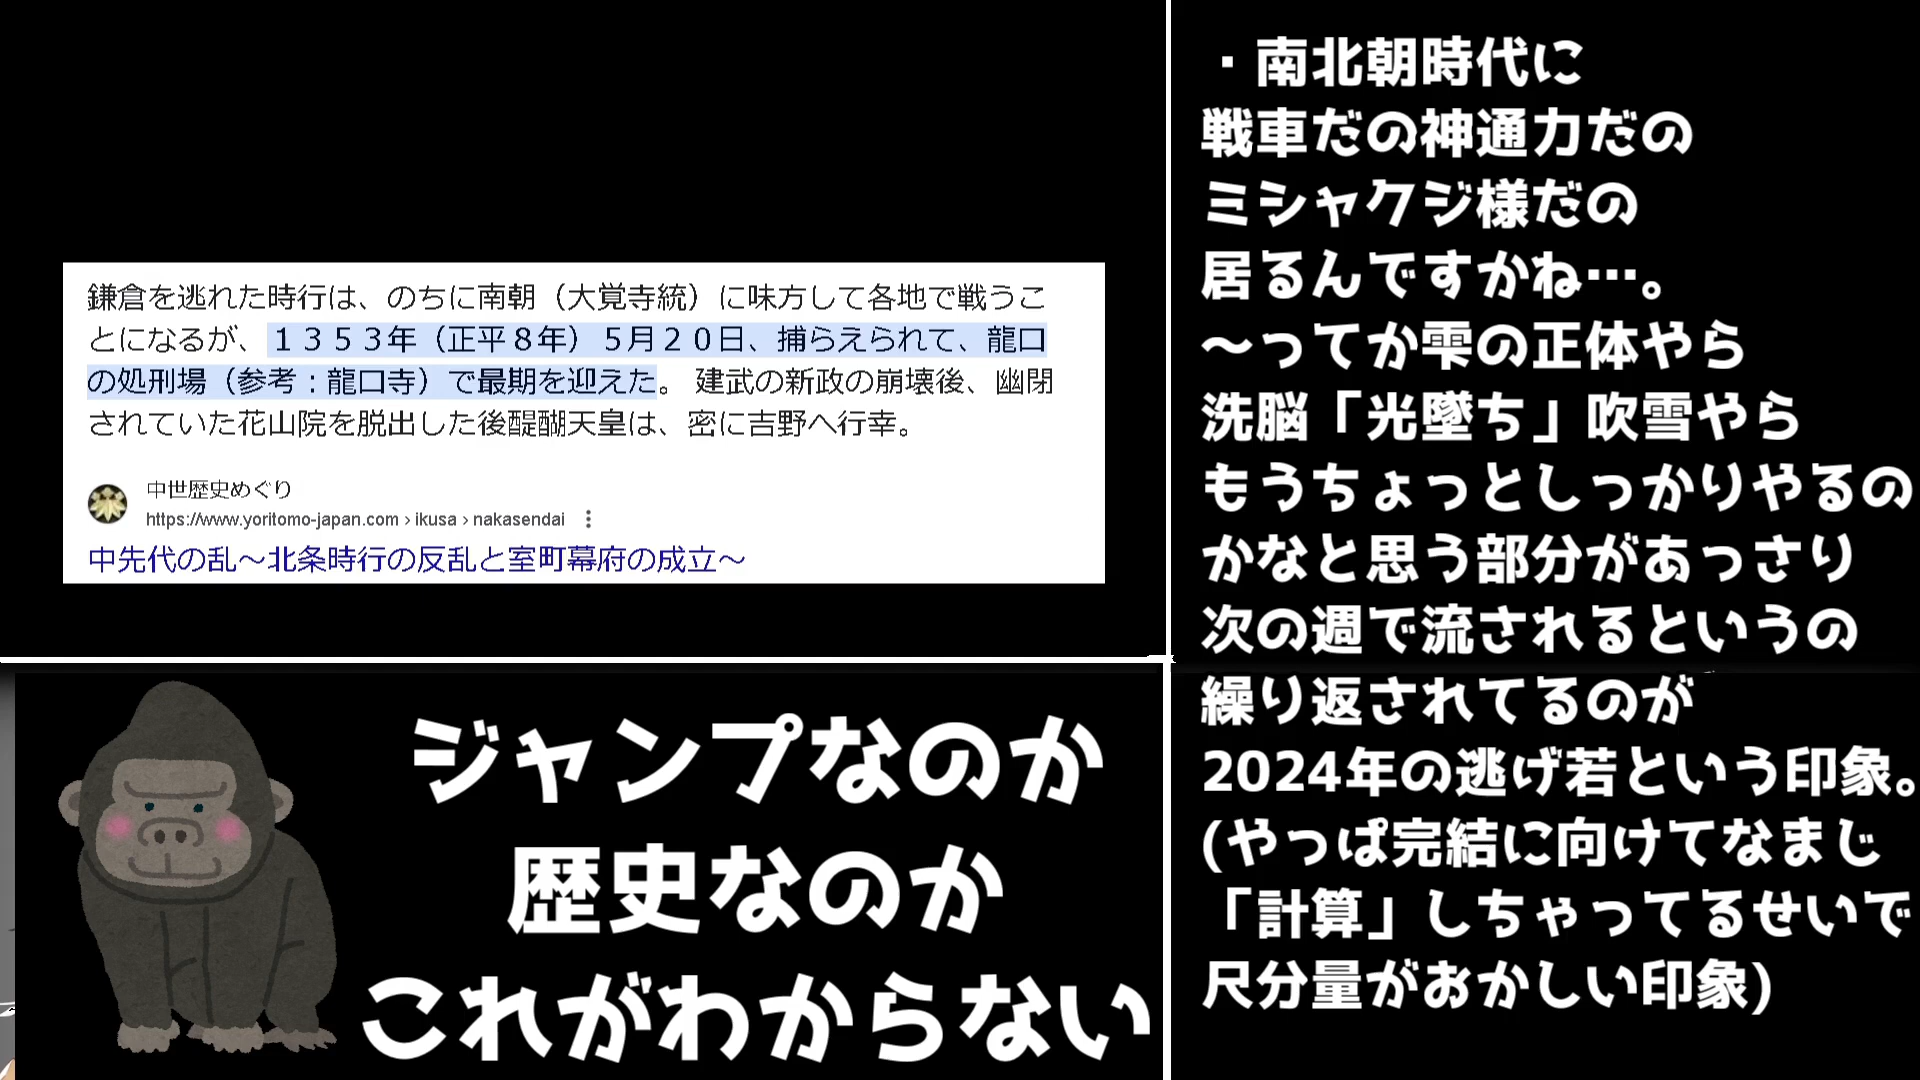 鎌倉を逃れた時行は、のちに南朝（大覚寺統）に味方して各地で戦うこ
とになるが、１３５３年（正平８年）５月２０日、捕らえられて、龍口
の処刑場（参考：龍口寺）で最期を迎えた。 建武の新政の崩壊後、幽閉
されていた花山院を脱出した後醍醐天皇は、密に吉野へ行幸。
中世歴史めぐり
https://www.yoritomo-japan.com › ikusa › nakasendai
中先代の乱～北条時行の反乱と室町幕府の成立～
ジャンプなのか
歴史なのか
これがわからない
・南北朝時代に
戦車だの神通力だの
ミシャクジ様だの
居るんですかね…。
～ってか雫の正体やら
洗脳「光墜ち」吹雪やら
もうちょっとしっかりやるの
かなと思う部分があっさり
次の週で流されるというの
繰り返されてるのが
2024年の逃げ若という印象。
(やっぱ完結に向けてなまじ
「計算」しちゃってるせいで
尺分量がおかしい印象)